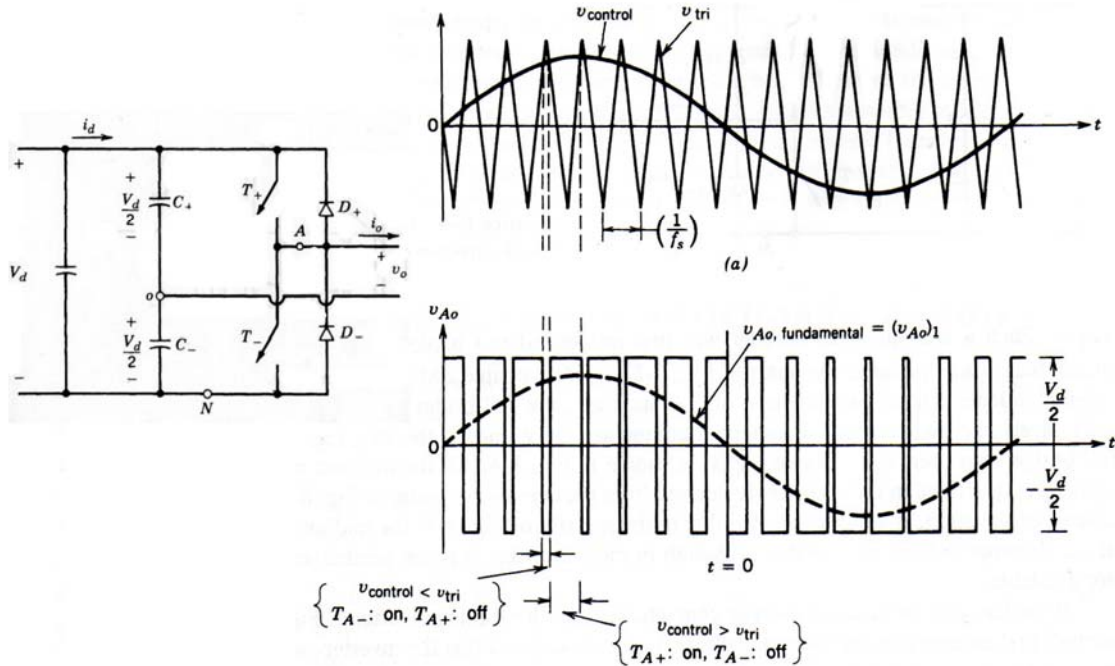 v_control v_tri
0
t
(1/f_s)
(a)
i_d
+
V_d
−
+
V_d/2
−
C_+
T_+
D_+
A
i_o
+
v_o
−
o
+
V_d/2
−
C_−
T_−
D_−
N
v_Ao
v_Ao, fundamental = (v_Ao)_1
0
t
V_d/2
− V_d/2
t = 0
{ v_control < v_tri
T_A−: on, T_A+: off }
{ v_control > v_tri
T_A+: on, T_A−: off }